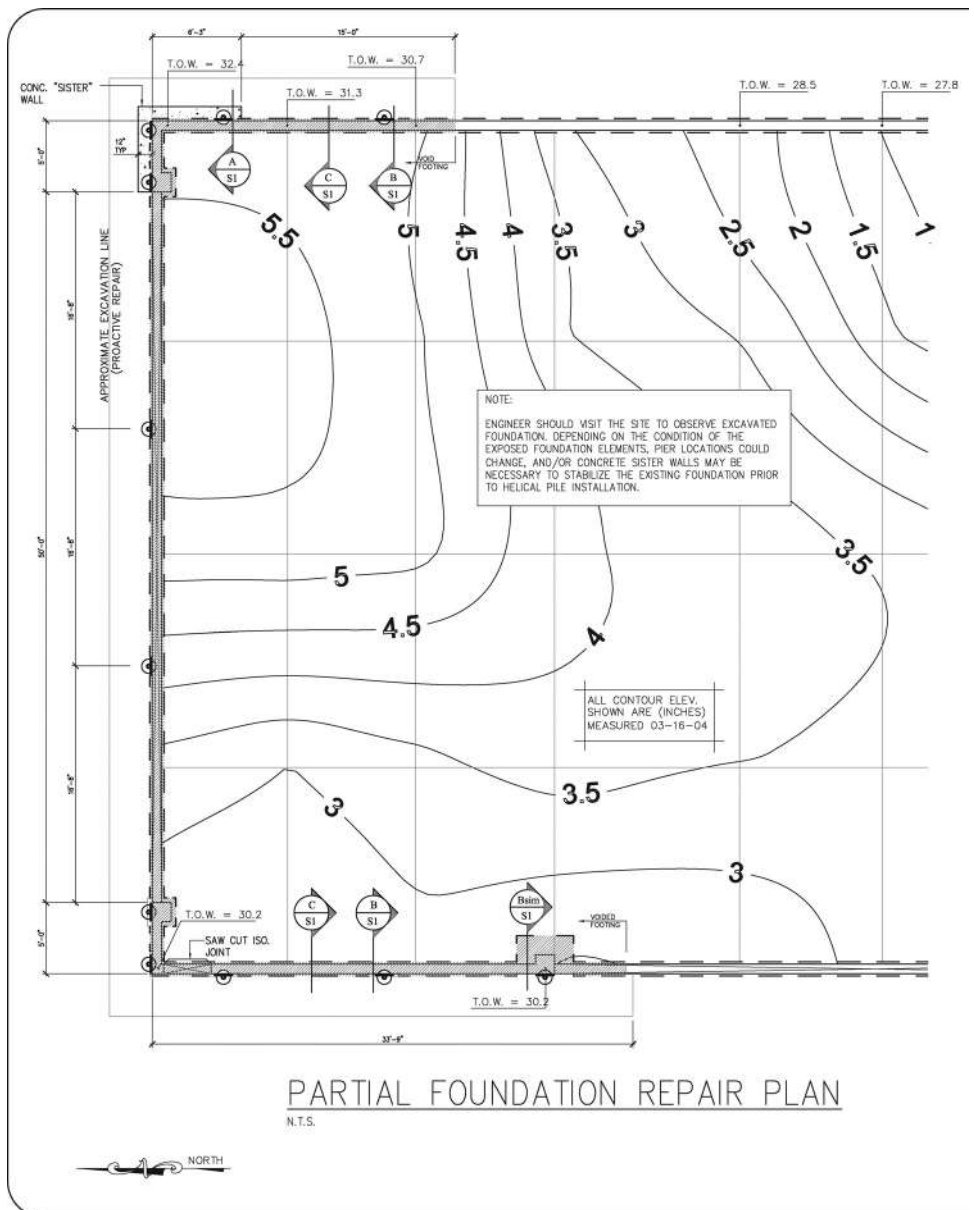 6'-3"
15'-0"
T.O.W. = 32.4
T.O.W. = 30.7
T.O.W. = 31.3
T.O.W. = 28.5
T.O.W. = 27.8
CONC. "SISTER"
WALL
5'-0"
TYP
A
S1
C
S1
B
S1
VOID
FOOTING
5.5
5
4.5
4
3.5
3
2.5
2
1.5
1
APPROXIMATE EXCAVATION LINE
(PROACTIVE REPAIR)
NOTE:
ENGINEER SHOULD VISIT THE SITE TO OBSERVE EXCAVATED
FOUNDATION. DEPENDING ON THE CONDITION OF THE
EXPOSED FOUNDATION ELEMENTS, PIER LOCATIONS COULD
CHANGE, AND/OR CONCRETE SISTER WALLS MAY BE
NECESSARY TO STABILIZE THE EXISTING FOUNDATION PRIOR
TO HELICAL PILE INSTALLATION.
50'-0"
5
4.5
4
3.5
ALL CONTOUR ELEV.
SHOWN ARE (INCHES)
MEASURED 03-16-04
3.5
3
3
T.O.W. = 30.2
SAW CUT ISO.
JOINT
C
S1
B
S1
Bsim
S1
VOIDED
FOOTING
5'-0"
T.O.W. = 30.2
33'-9"
PARTIAL FOUNDATION REPAIR PLAN
N.T.S.
NORTH